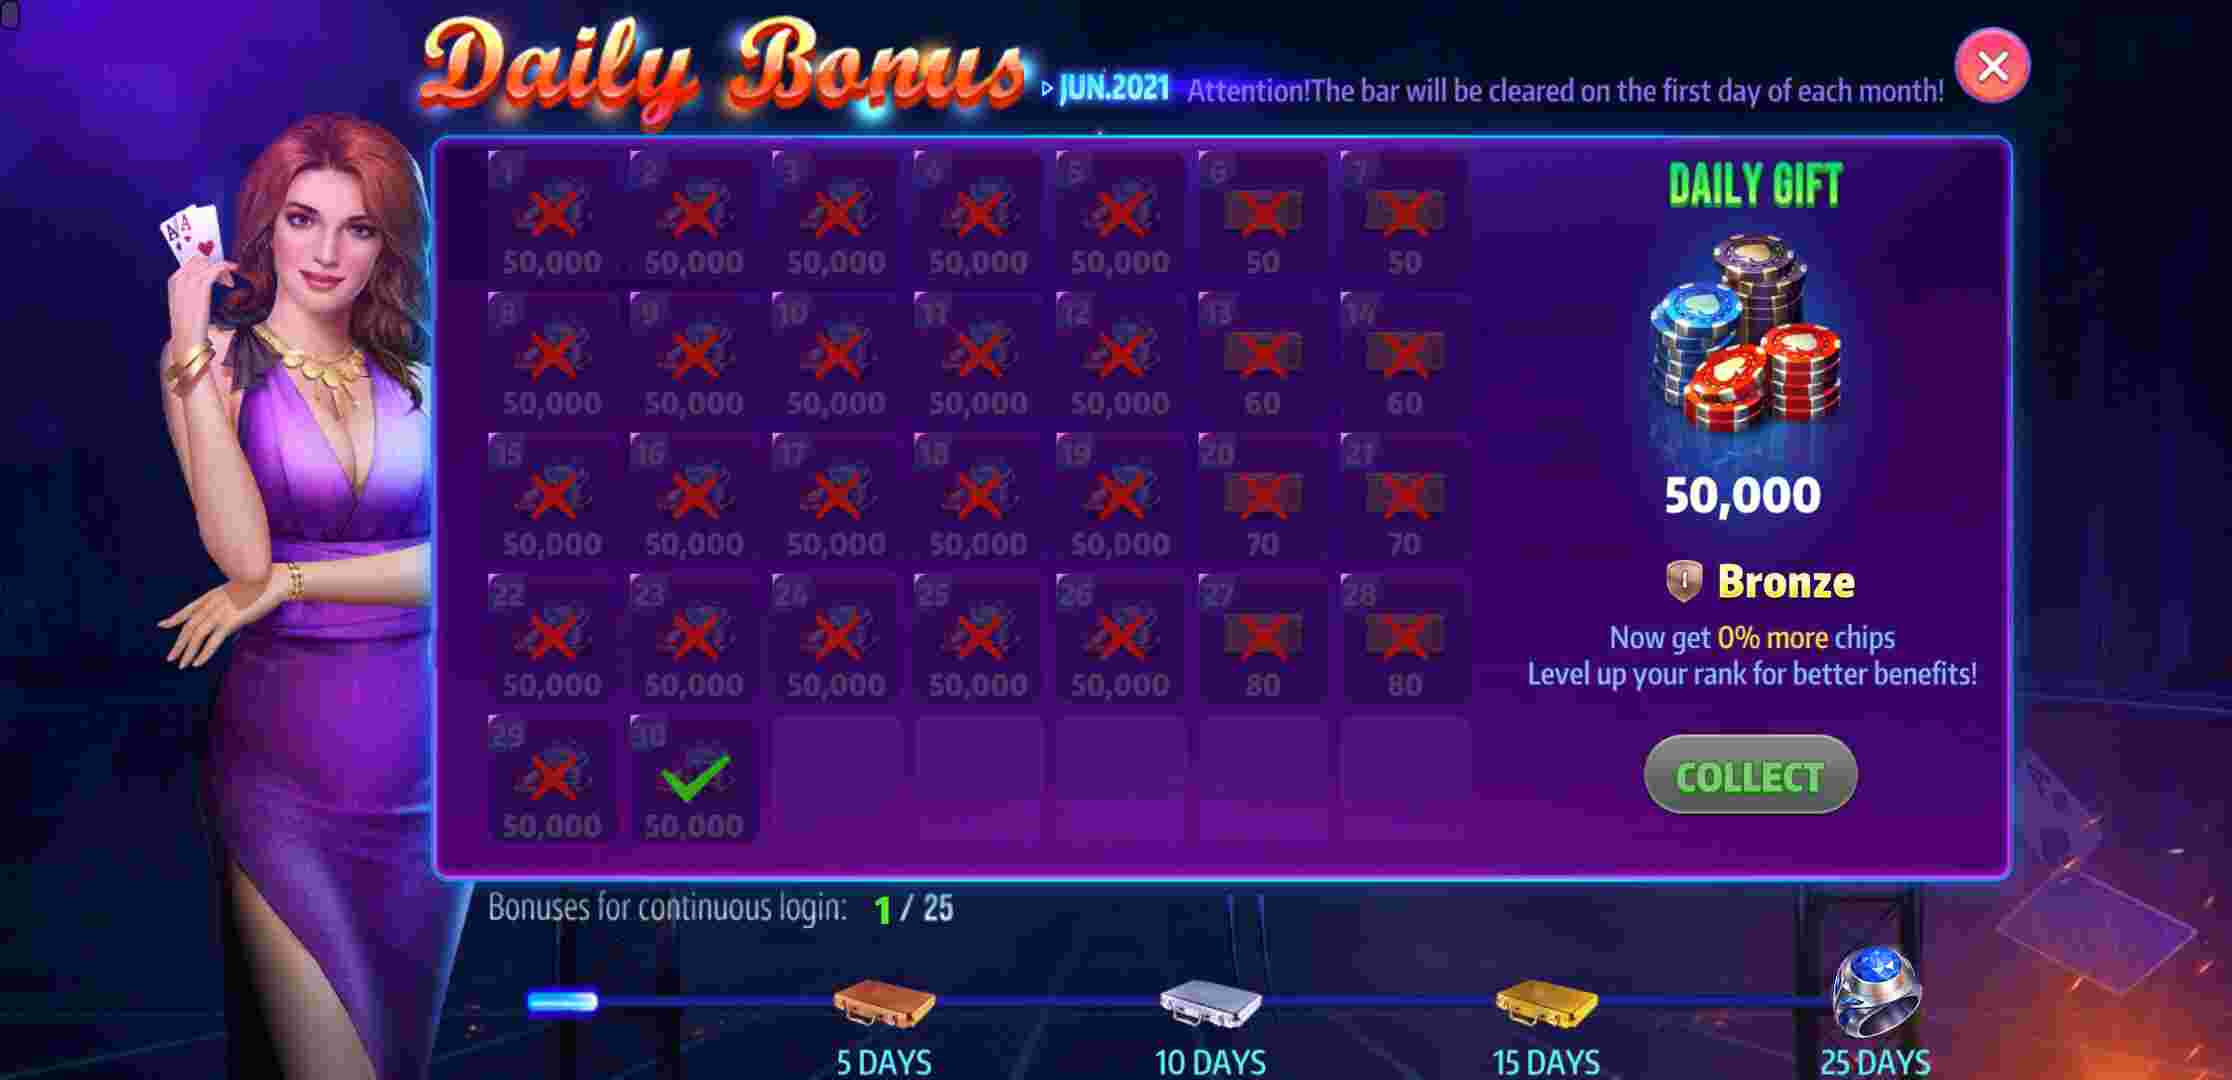 Daily Bonus
JUN.2021 Attention!The bar will be cleared on the first day of each month!
1 2 3 4 5 6 7
50,000 50,000 50,000 50,000 50,000 50 50
8 9 10 11 12 13 14
50,000 50,000 50,000 50,000 50,000 60 60
15 16 17 18 19 20 21
50,000 50,000 50,000 50,000 50,000 70 70
22 23 24 25 26 27 28
50,000 50,000 50,000 50,000 50,000 80 80
29 30
50,000 50,000
DAILY GIFT
50,000
Bronze
Now get 0% more chips
Level up your rank for better benefits!
COLLECT
Bonuses for continuous login: 1 / 25
5 DAYS 10 DAYS 15 DAYS 25 DAYS
A A